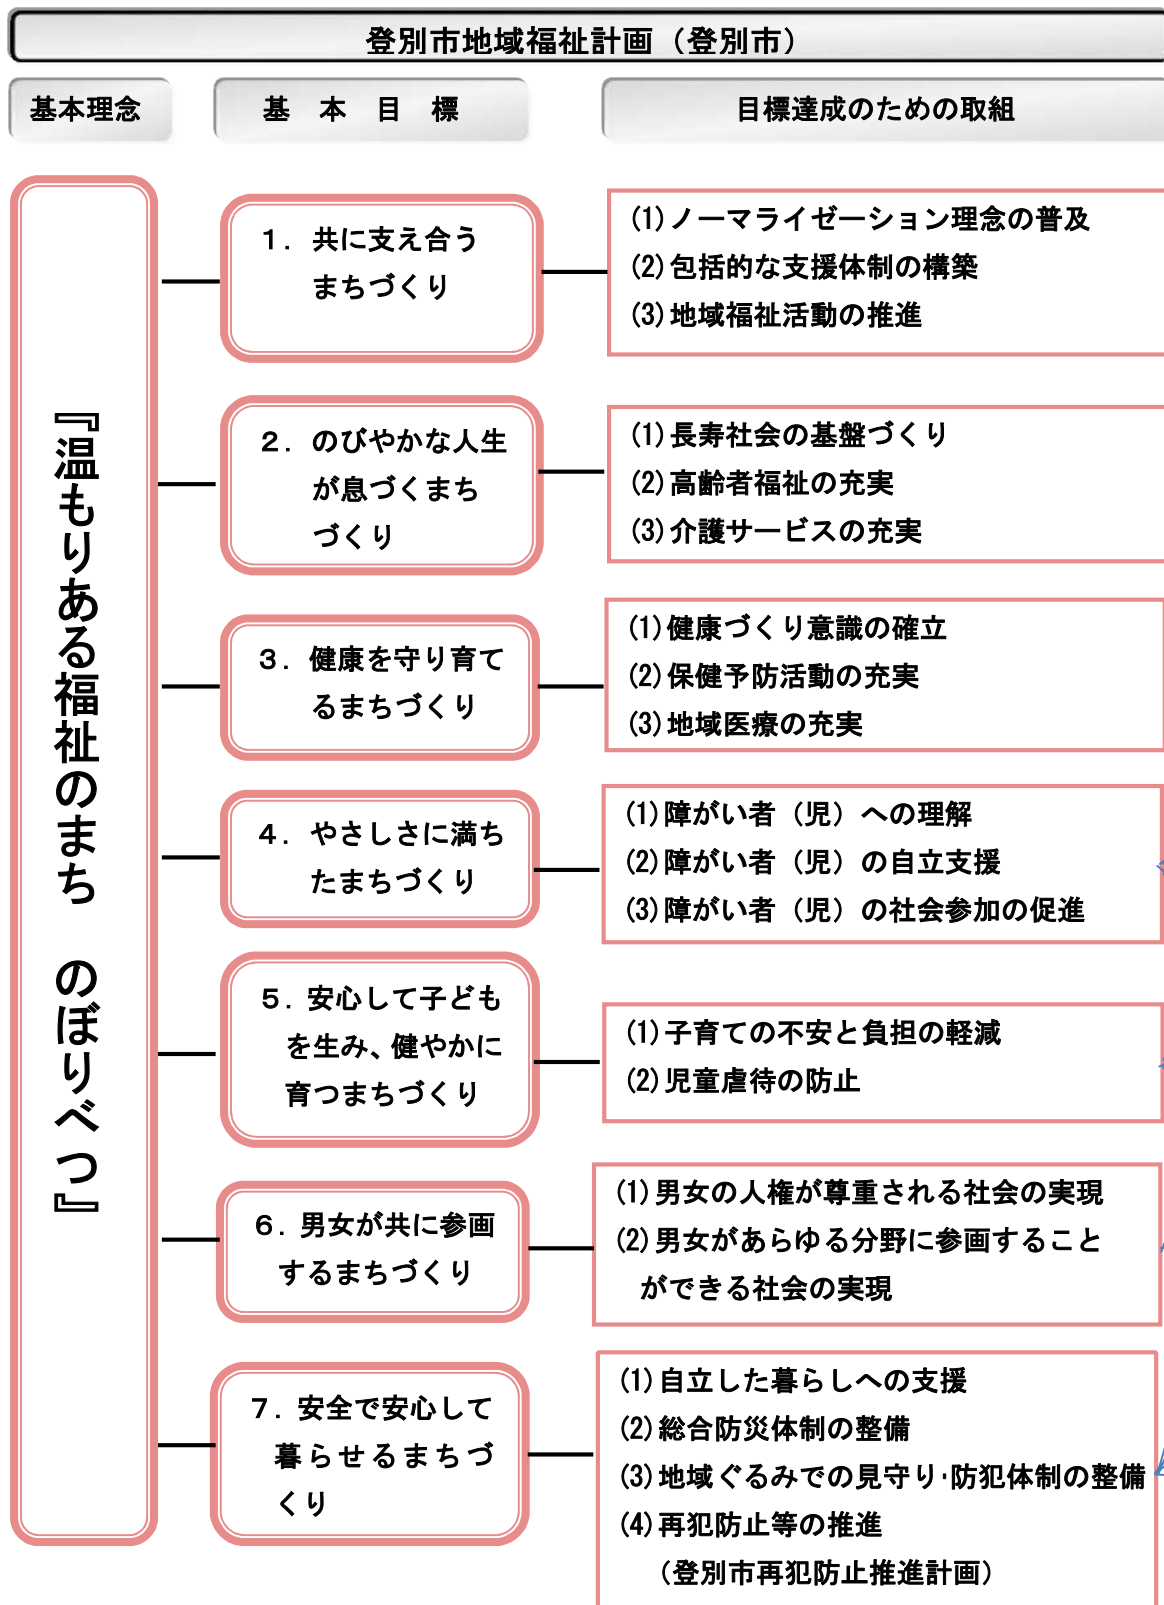 登別市地域福祉計画（登別市）
基本理念
基本目標
目標達成のための取組
『温もりある福祉のまち　のぼりべつ』
１．共に支え合う
まちづくり
(1)ノーマライゼーション理念の普及
(2)包括的な支援体制の構築
(3)地域福祉活動の推進
２．のびやかな人生
が息づくまち
づくり
(1)長寿社会の基盤づくり
(2)高齢者福祉の充実
(3)介護サービスの充実
３．健康を守り育て
るまちづくり
(1)健康づくり意識の確立
(2)保健予防活動の充実
(3)地域医療の充実
４．やさしさに満ち
たまちづくり
(1)障がい者（児）への理解
(2)障がい者（児）の自立支援
(3)障がい者（児）の社会参加の促進
５．安心して子ども
を生み、健やかに
育つまちづくり
(1)子育ての不安と負担の軽減
(2)児童虐待の防止
６．男女が共に参画
するまちづくり
(1)男女の人権が尊重される社会の実現
(2)男女があらゆる分野に参画すること
ができる社会の実現
７．安全で安心して
暮らせるまちづ
くり
(1)自立した暮らしへの支援
(2)総合防災体制の整備
(3)地域ぐるみでの見守り･防犯体制の整備
(4)再犯防止等の推進
（登別市再犯防止推進計画）